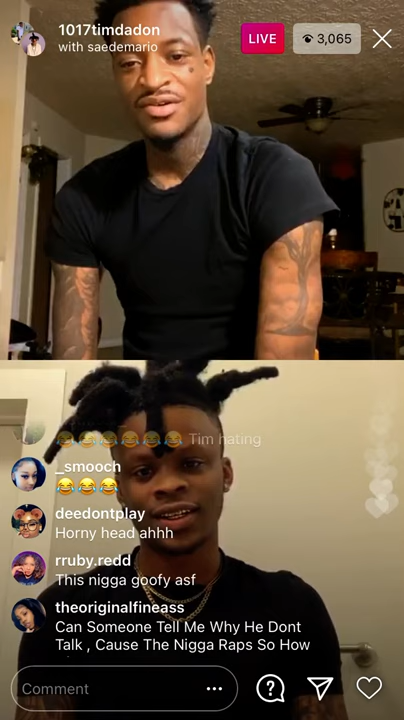 1017timdadon
with saedemario
LIVE
3,065
😂😂😂😂😂😂 Tim hating
_smooch
😂😂😂
deedontplay
Horny head ahhh
rruby.redd
This nigga goofy asf
theoriginalfineass
Can Someone Tell Me Why He Dont
Talk , Cause The Nigga Raps So How
Comment